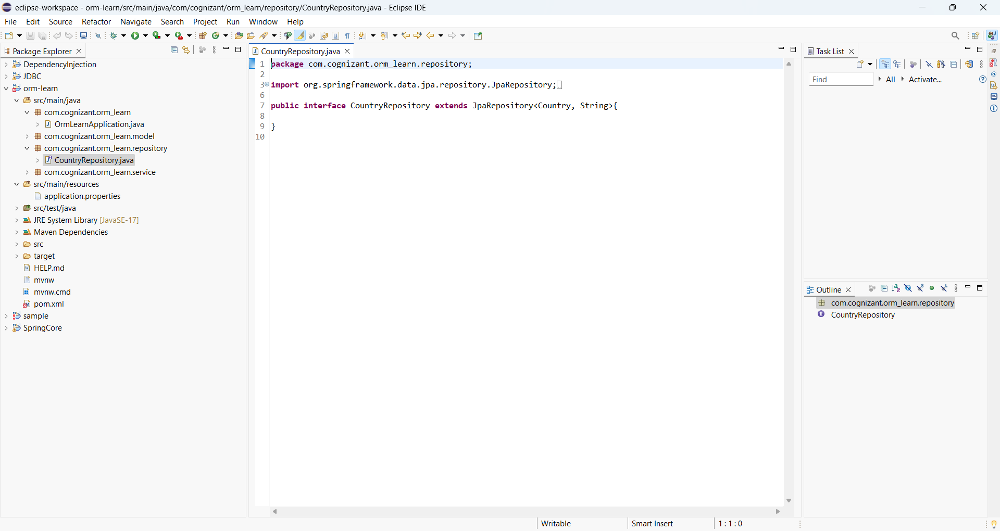 eclipse-workspace - orm-learn/src/main/java/com/cognizant/orm_learn/repository/CountryRepository.java - Eclipse IDE
File Edit Source Refactor Navigate Search Project Run Window Help
Package Explorer
DependencyInjection
JDBC
orm-learn
src/main/java
com.cognizant.orm_learn
OrmLearnApplication.java
com.cognizant.orm_learn.model
com.cognizant.orm_learn.repository
CountryRepository.java
com.cognizant.orm_learn.service
src/main/resources
application.properties
src/test/java
JRE System Library [JavaSE-17]
Maven Dependencies
src
target
HELP.md
mvnw
mvnw.cmd
pom.xml
sample
SpringCore
CountryRepository.java
1 package com.cognizant.orm_learn.repository;
2
3 import org.springframework.data.jpa.repository.JpaRepository;
6
7 public interface CountryRepository extends JpaRepository<Country, String>{
8
9 }
10
Task List
Find All Activate...
Outline
com.cognizant.orm_learn.repository
CountryRepository
Writable Smart Insert 1 : 1 : 0